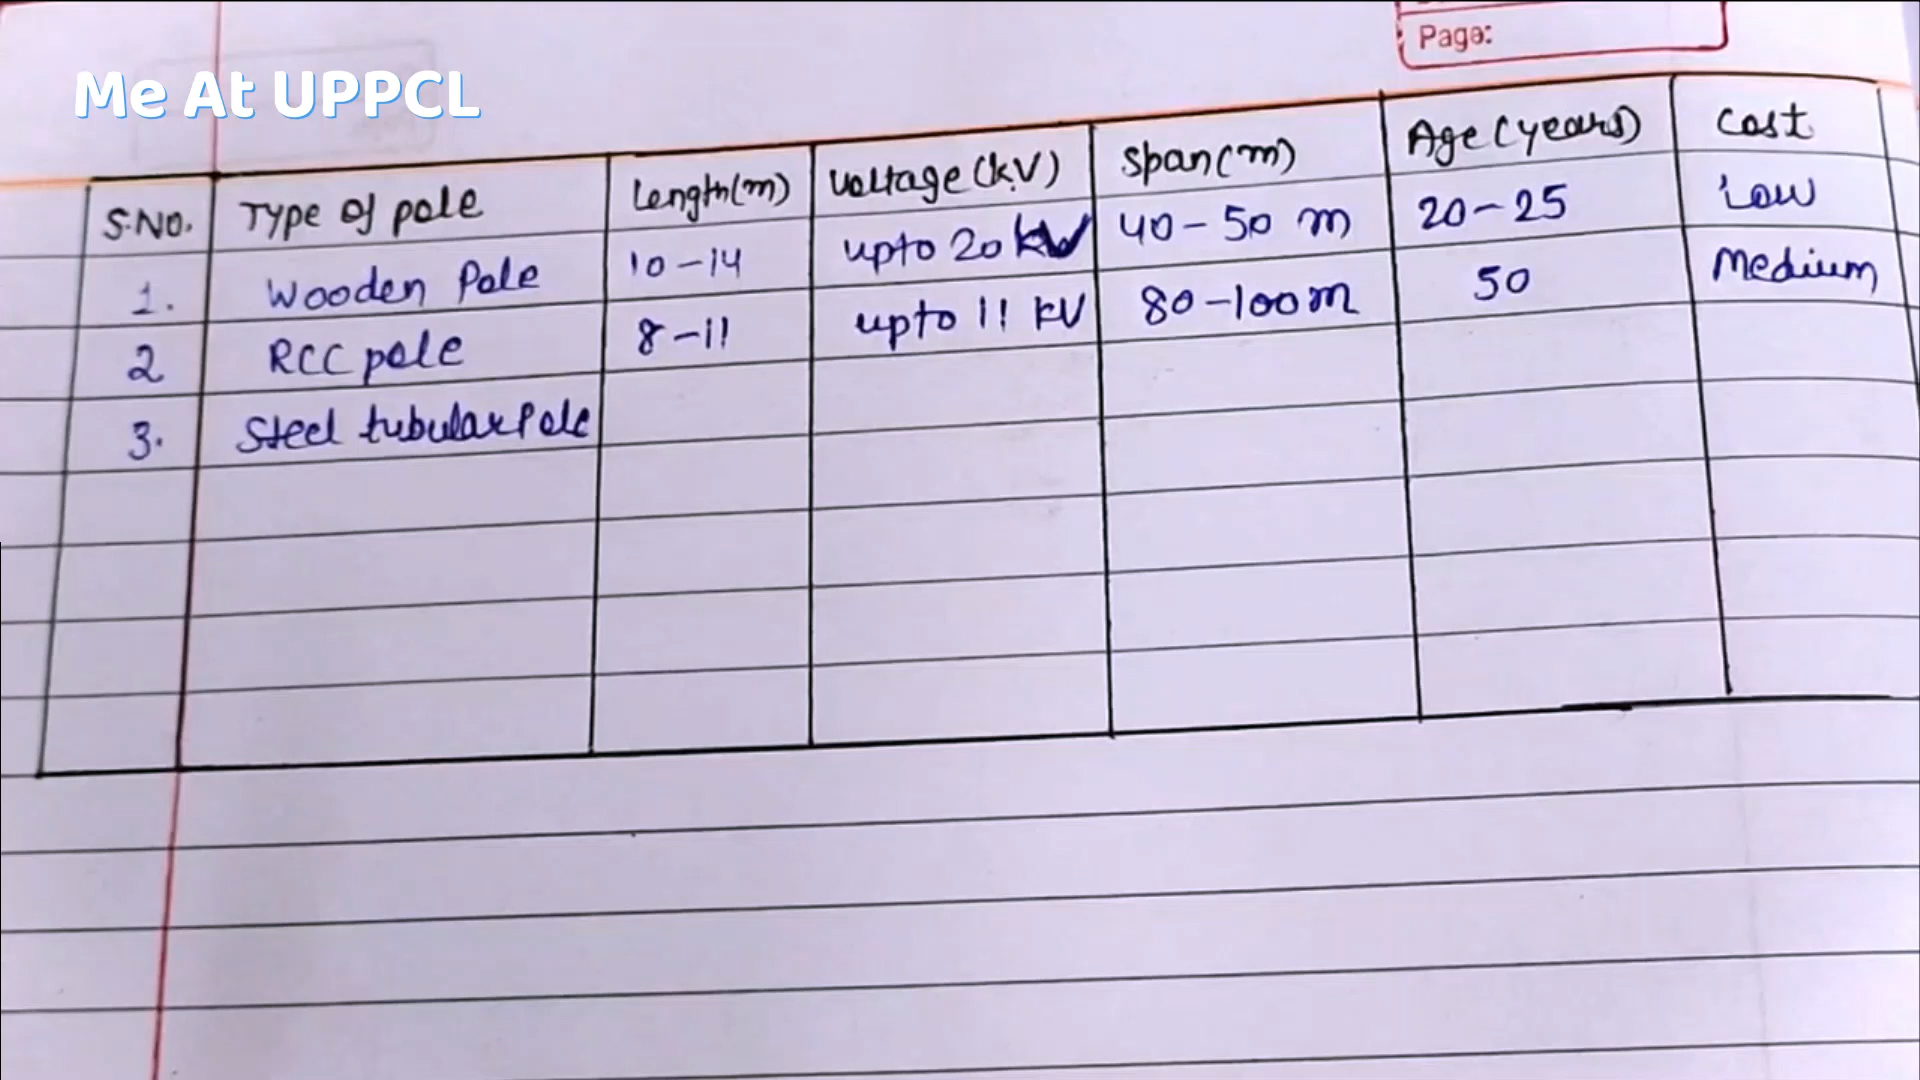 Page:
Me At UPPCL
S.No. Type of pole Length(m) Voltage(kV) Span(m) Age(years) Cost
1. Wooden Pole 10-14 upto 20 kV 40-50 m 20-25 Low
2 RCC pole 8-11 upto 11 kV 80-100m 50 Medium
3. Steel tubular Pole